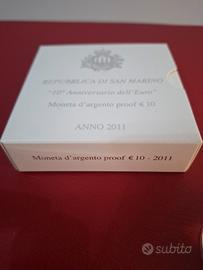 REPUBBLICA DI SAN MARINO
"10° Anniversario dell'Euro"
Moneta d'argento proof € 10
ANNO 2011
Moneta d'argento proof € 10 - 2011
subito